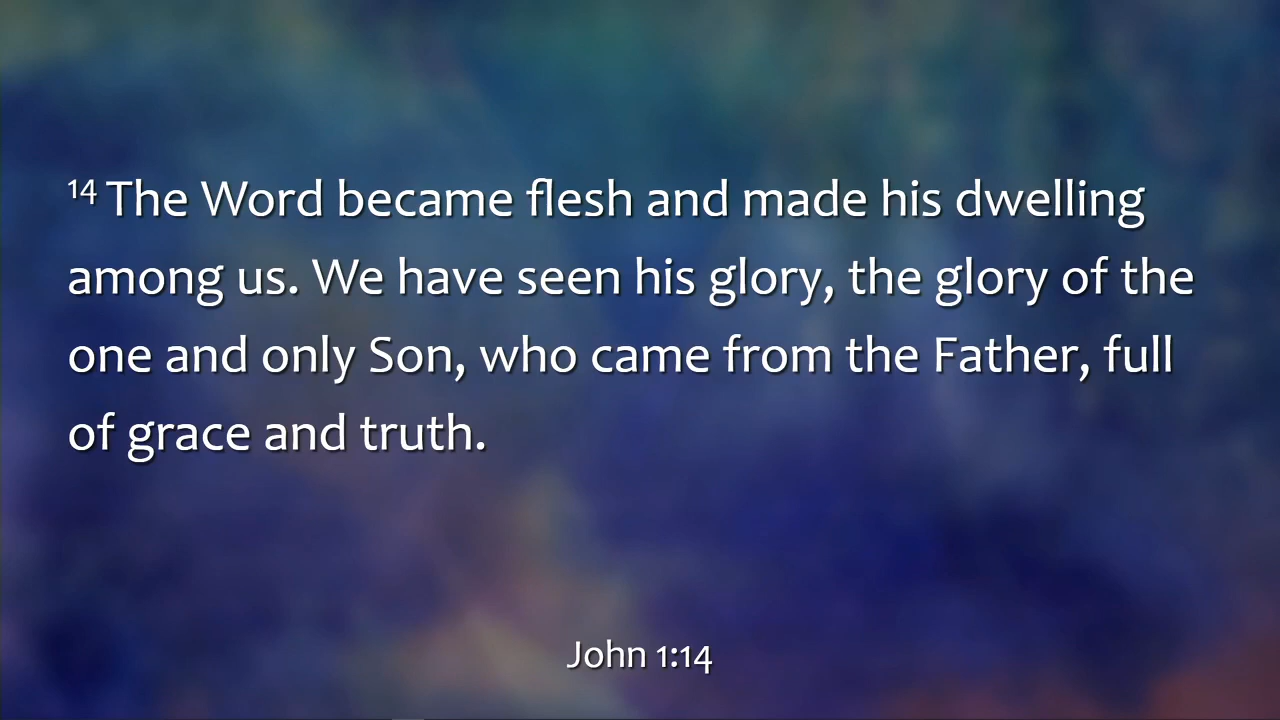 14 The Word became flesh and made his dwelling
among us. We have seen his glory, the glory of the
one and only Son, who came from the Father, full
of grace and truth.
John 1:14